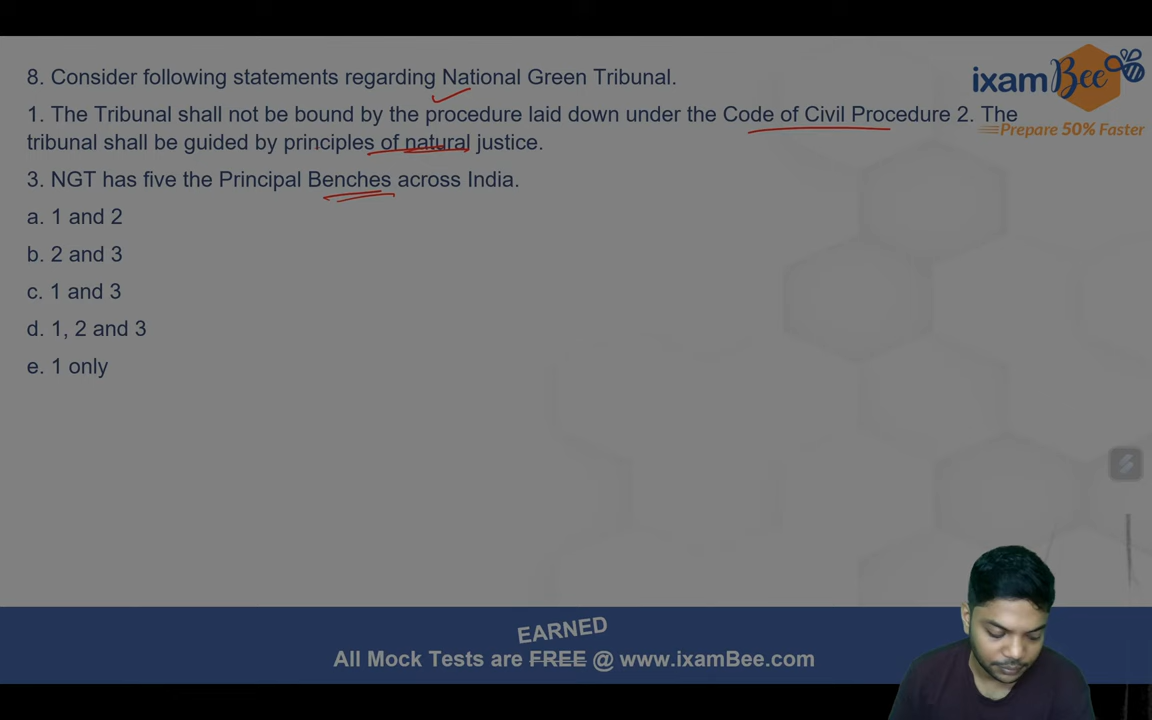 8. Consider following statements regarding National Green Tribunal.
1. The Tribunal shall not be bound by the procedure laid down under the Code of Civil Procedure 2. The
tribunal shall be guided by principles of natural justice.
3. NGT has five the Principal Benches across India.
a. 1 and 2
b. 2 and 3
c. 1 and 3
d. 1, 2 and 3
e. 1 only
ixamBee
Prepare 50% Faster
EARNED
All Mock Tests are FREE @ www.ixamBee.com